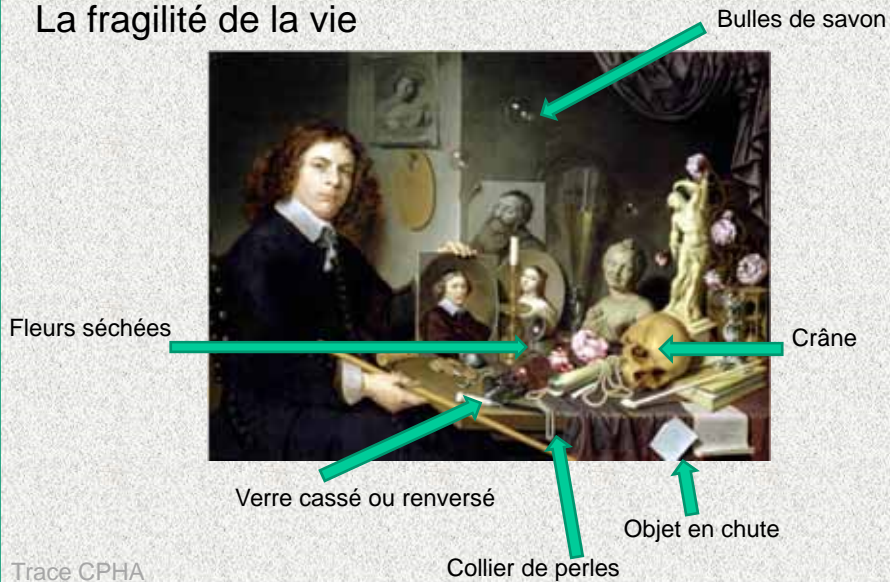 La fragilité de la vie
Bulles de savon
Fleurs séchées
Crâne
Verre cassé ou renversé
Objet en chute
Collier de perles
Trace CPHA